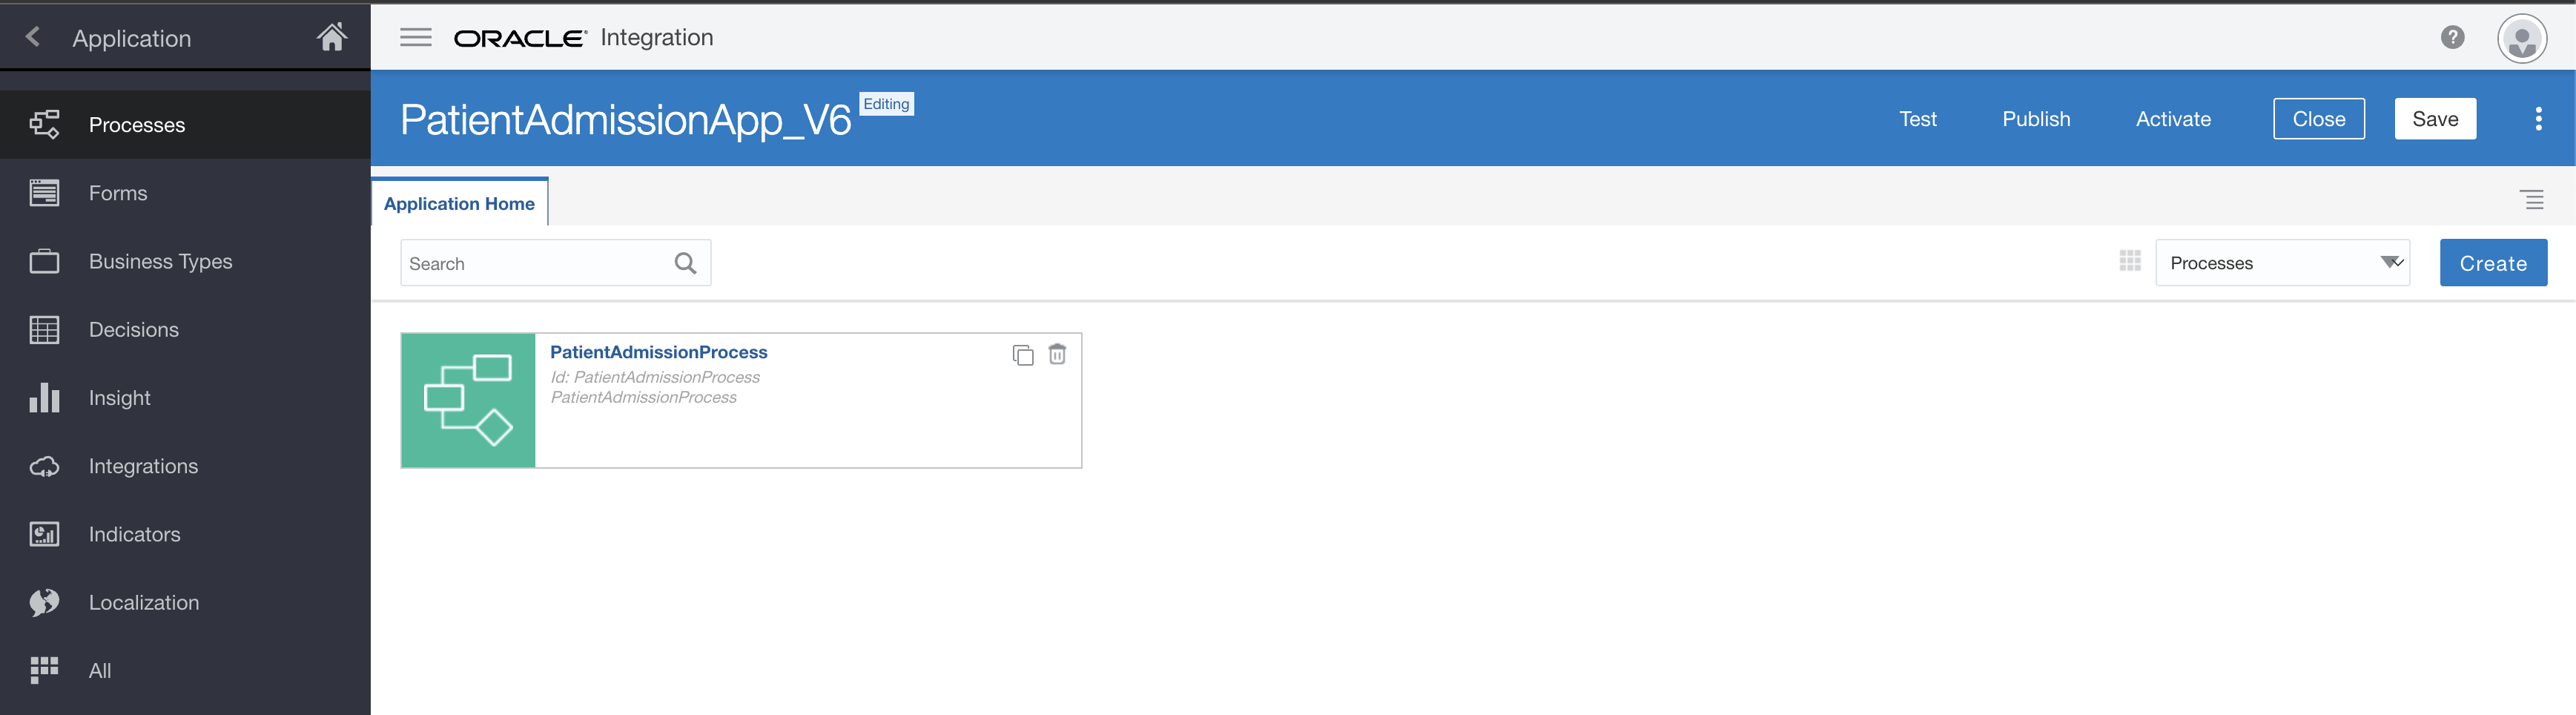 Application
ORACLE Integration
Processes
Forms
Business Types
Decisions
Insight
Integrations
Indicators
Localization
All
PatientAdmissionApp_V6 Editing
Test Publish Activate Close Save
Application Home
Search
Processes
Create
PatientAdmissionProcess
Id: PatientAdmissionProcess
PatientAdmissionProcess